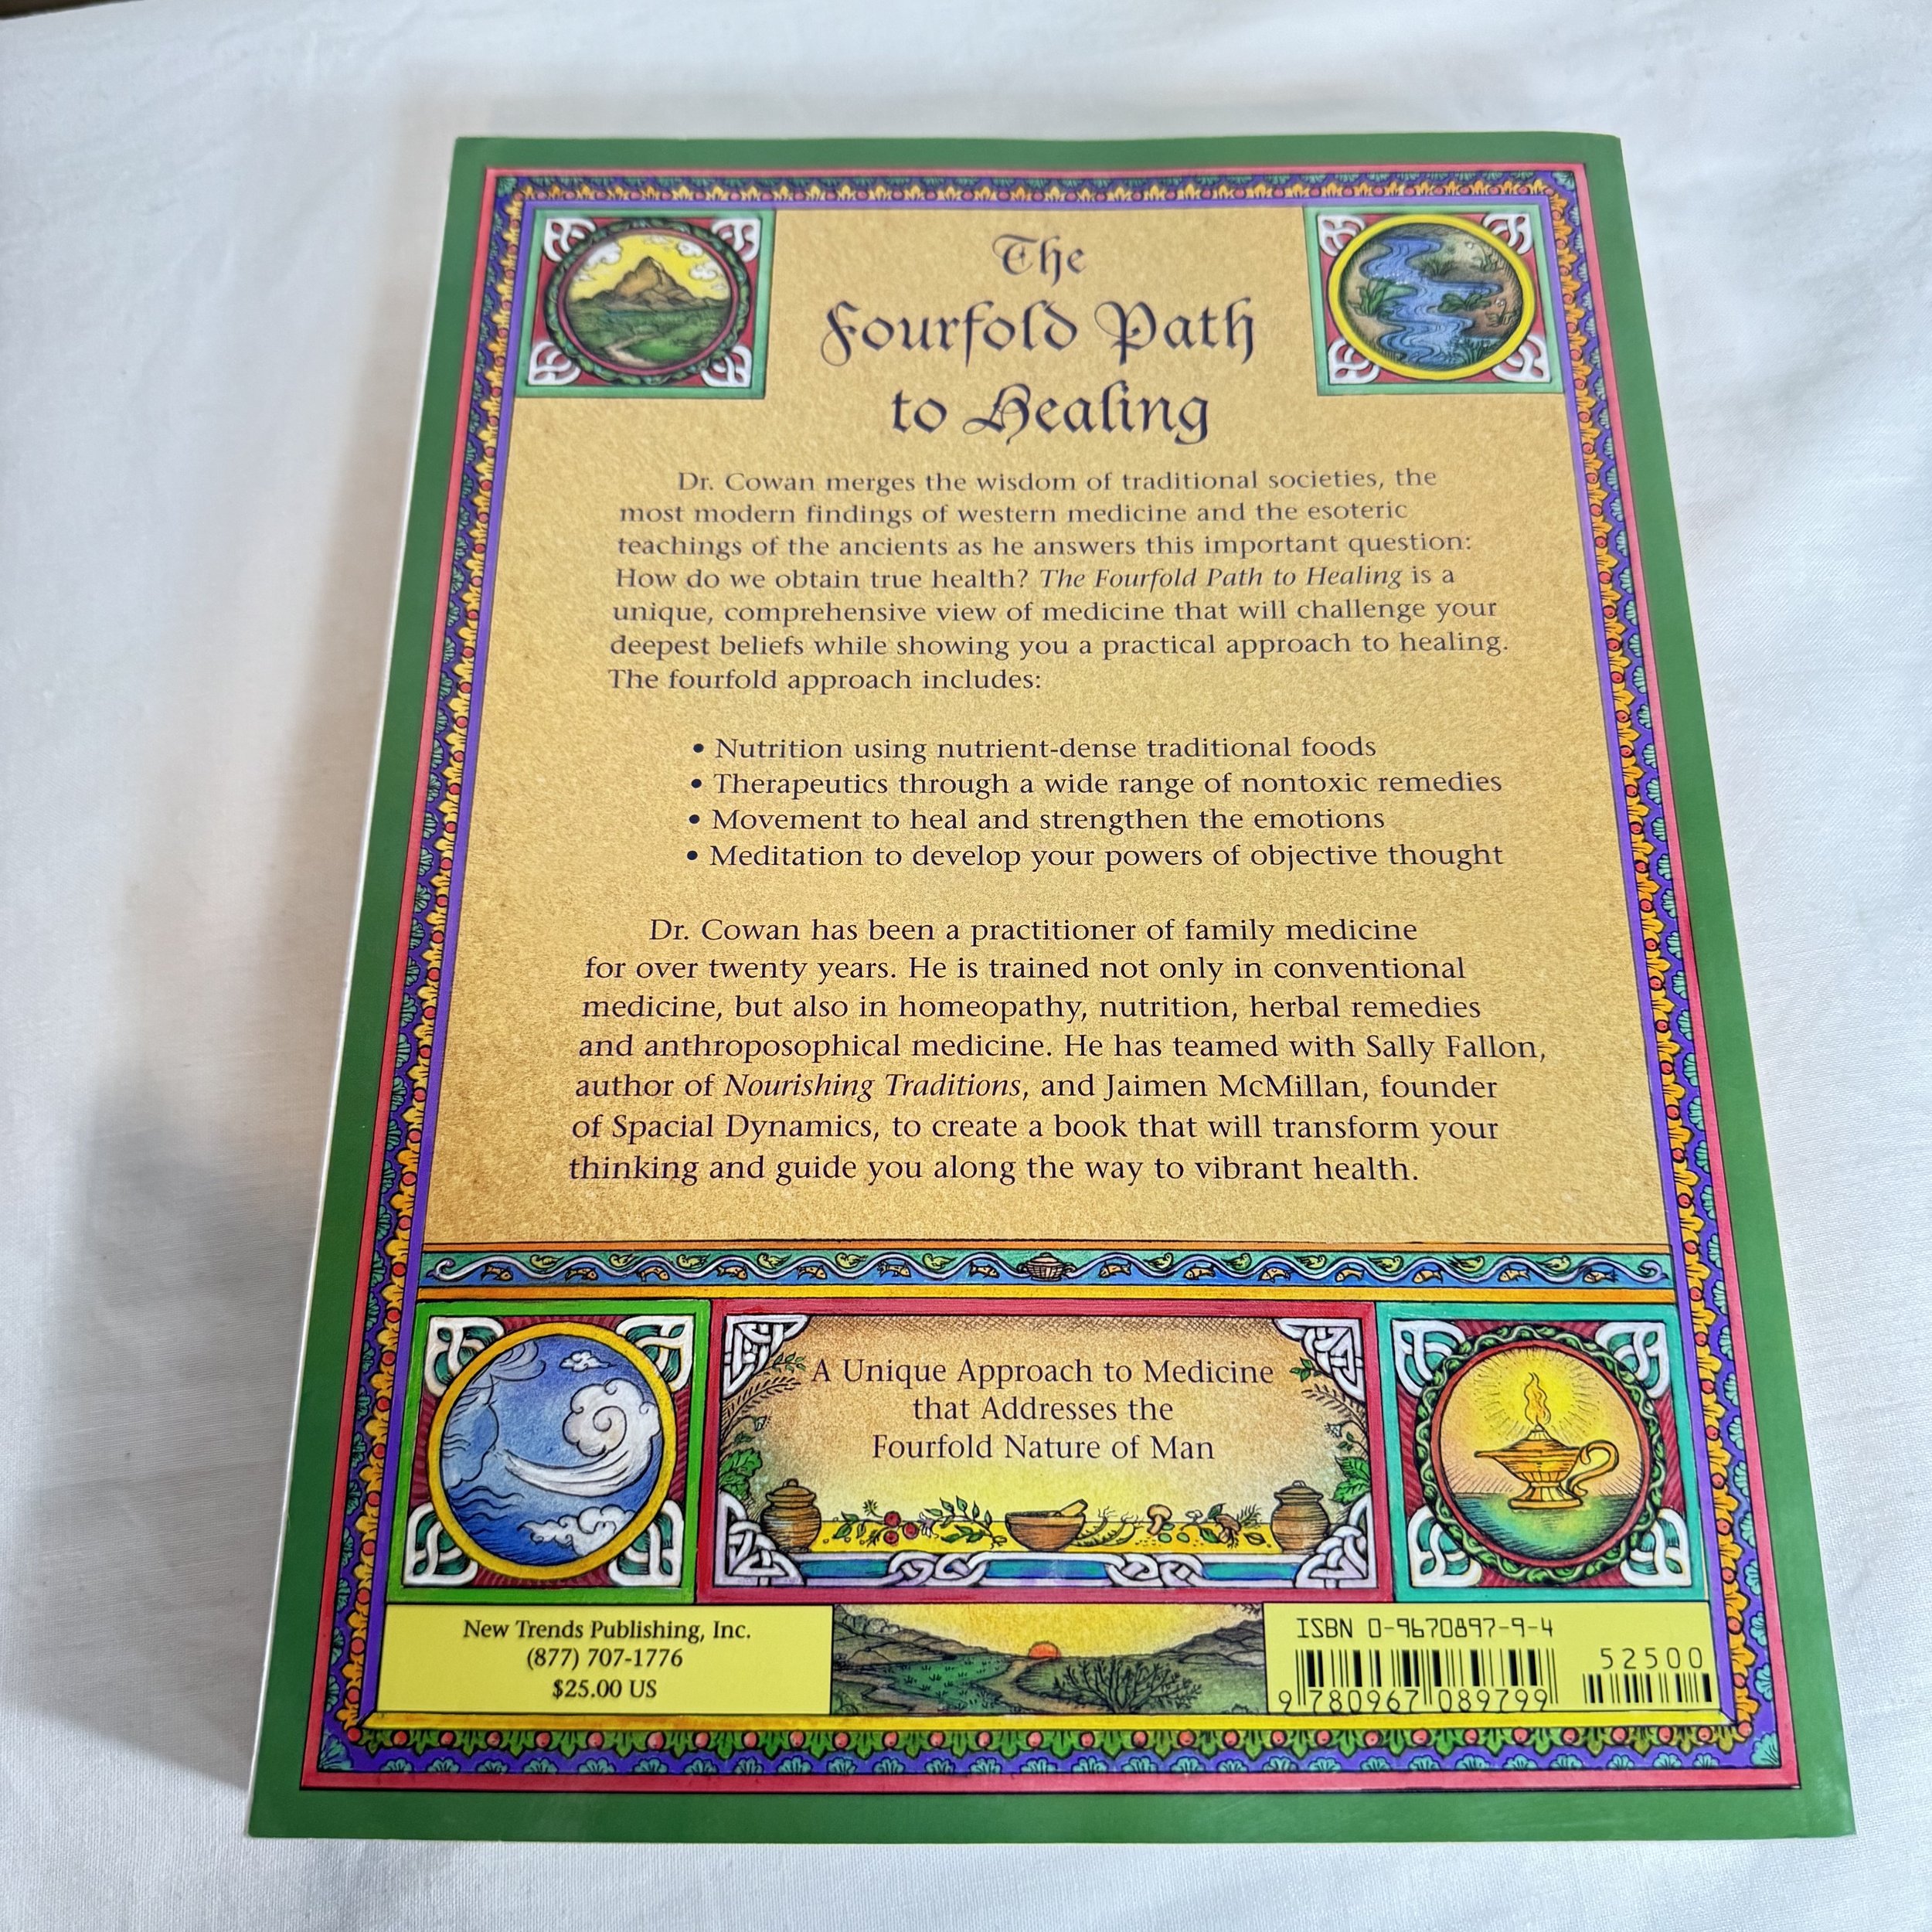 The
Fourfold Path
to Healing
Dr. Cowan merges the wisdom of traditional societies, the
most modern findings of western medicine and the esoteric
teachings of the ancients as he answers this important question:
How do we obtain true health? The Fourfold Path to Healing is a
unique, comprehensive view of medicine that will challenge your
deepest beliefs while showing you a practical approach to healing.
The fourfold approach includes:
• Nutrition using nutrient-dense traditional foods
• Therapeutics through a wide range of nontoxic remedies
• Movement to heal and strengthen the emotions
• Meditation to develop your powers of objective thought
Dr. Cowan has been a practitioner of family medicine
for over twenty years. He is trained not only in conventional
medicine, but also in homeopathy, nutrition, herbal remedies
and anthroposophical medicine. He has teamed with Sally Fallon,
author of Nourishing Traditions, and Jaimen McMillan, founder
of Spacial Dynamics, to create a book that will transform your
thinking and guide you along the way to vibrant health.
A Unique Approach to Medicine
that Addresses the
Fourfold Nature of Man
New Trends Publishing, Inc.
(877) 707-1776
$25.00 US
ISBN 0-9670897-9-4
52500
9 780967 089799